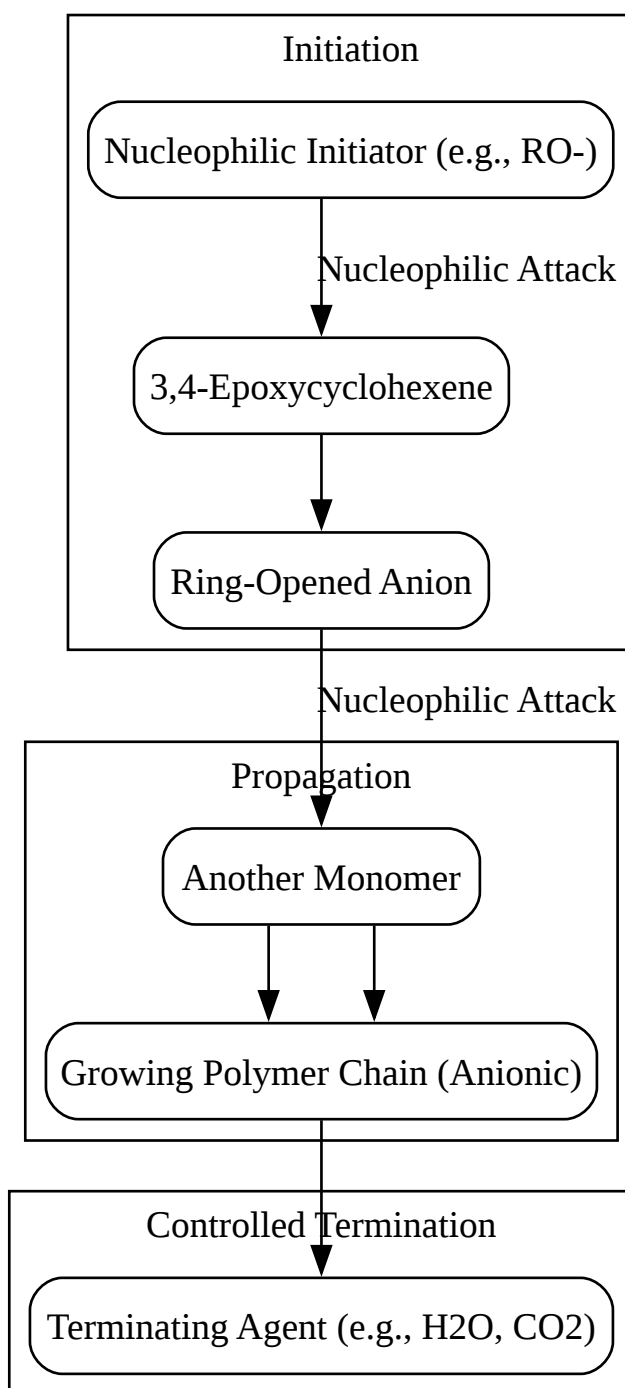 Initiation
Nucleophilic Initiator (e.g., RO-)
Nucleophilic Attack
3,4-Epoxycyclohexene
Ring-Opened Anion
Nucleophilic Attack
Propagation
Another Monomer
Growing Polymer Chain (Anionic)
Controlled Termination
Terminating Agent (e.g., H2O, CO2)